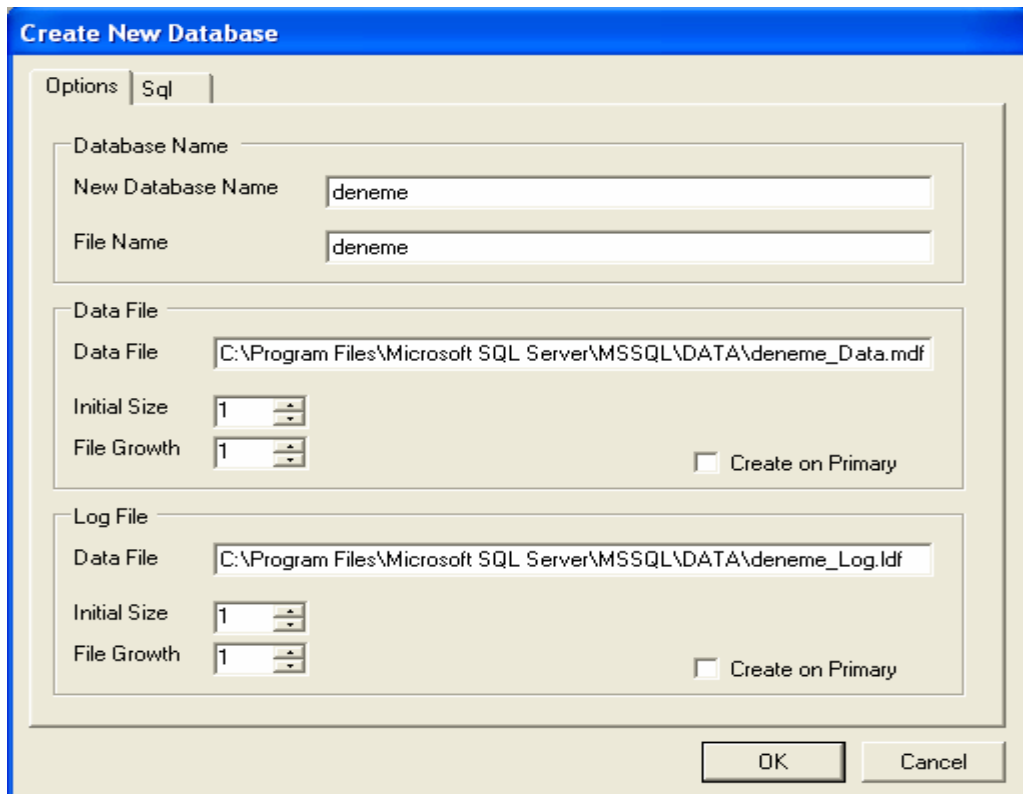 Create New Database
Options Sql
Database Name
New Database Name deneme
File Name deneme
Data File
Data File C:\Program Files\Microsoft SQL Server\MSSQL\DATA\deneme_Data.mdf
Initial Size 1
File Growth 1 Create on Primary
Log File
Data File C:\Program Files\Microsoft SQL Server\MSSQL\DATA\deneme_Log.ldf
Initial Size 1
File Growth 1 Create on Primary
OK Cancel